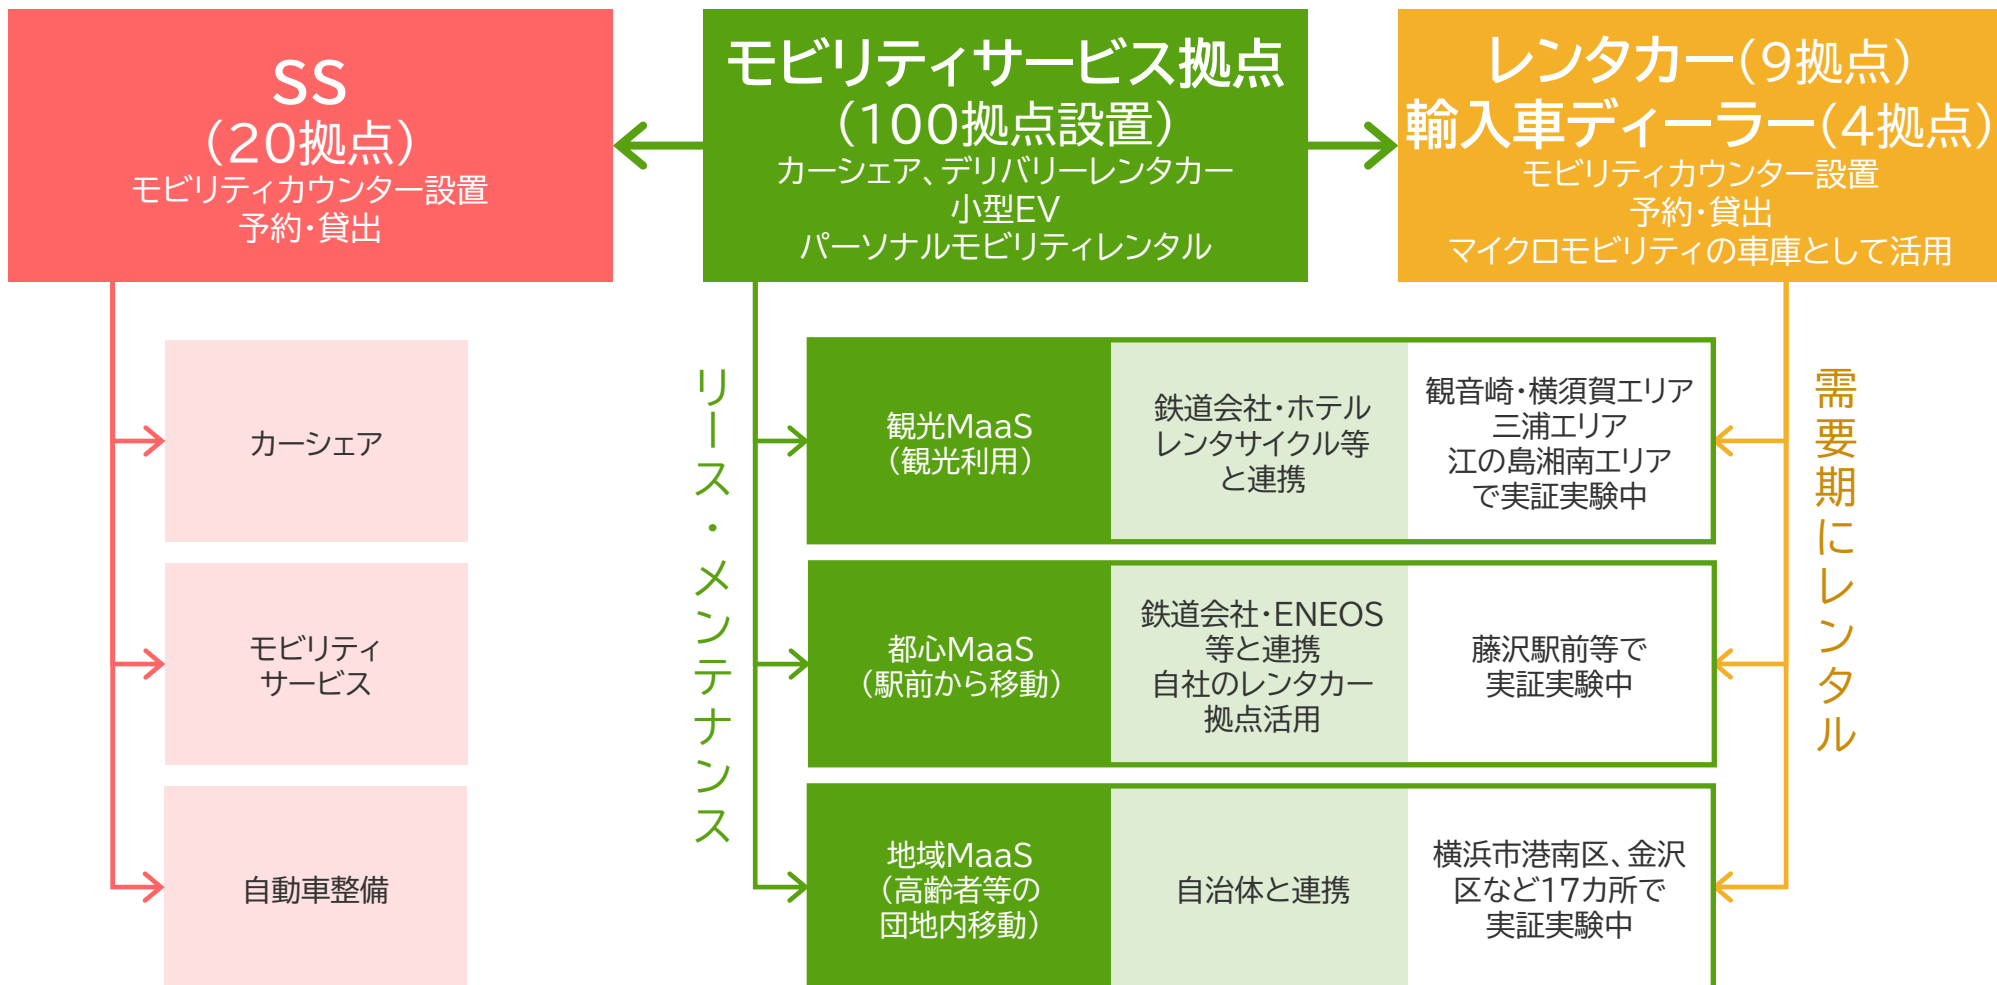 SS
（20拠点）
モビリティカウンター設置
予約・貸出
モビリティサービス拠点
（100拠点設置）
カーシェア、デリバリーレンタカー
小型EV
パーソナルモビリティレンタル
レンタカー（9拠点）
輸入車ディーラー（4拠点）
モビリティカウンター設置
予約・貸出
マイクロモビリティの車庫として活用
カーシェア
モビリティ
サービス
自動車整備
リース・メンテナンス
観光MaaS
（観光利用）
鉄道会社・ホテル
レンタサイクル等
と連携
観音崎・横須賀エリア
三浦エリア
江の島湘南エリア
で実証実験中
都心MaaS
（駅前から移動）
鉄道会社・ENEOS
等と連携
自社のレンタカー
拠点活用
藤沢駅前等で
実証実験中
地域MaaS
（高齢者等の
団地内移動）
自治体と連携
横浜市港南区、金沢
区など17カ所で
実証実験中
需要期にレンタル